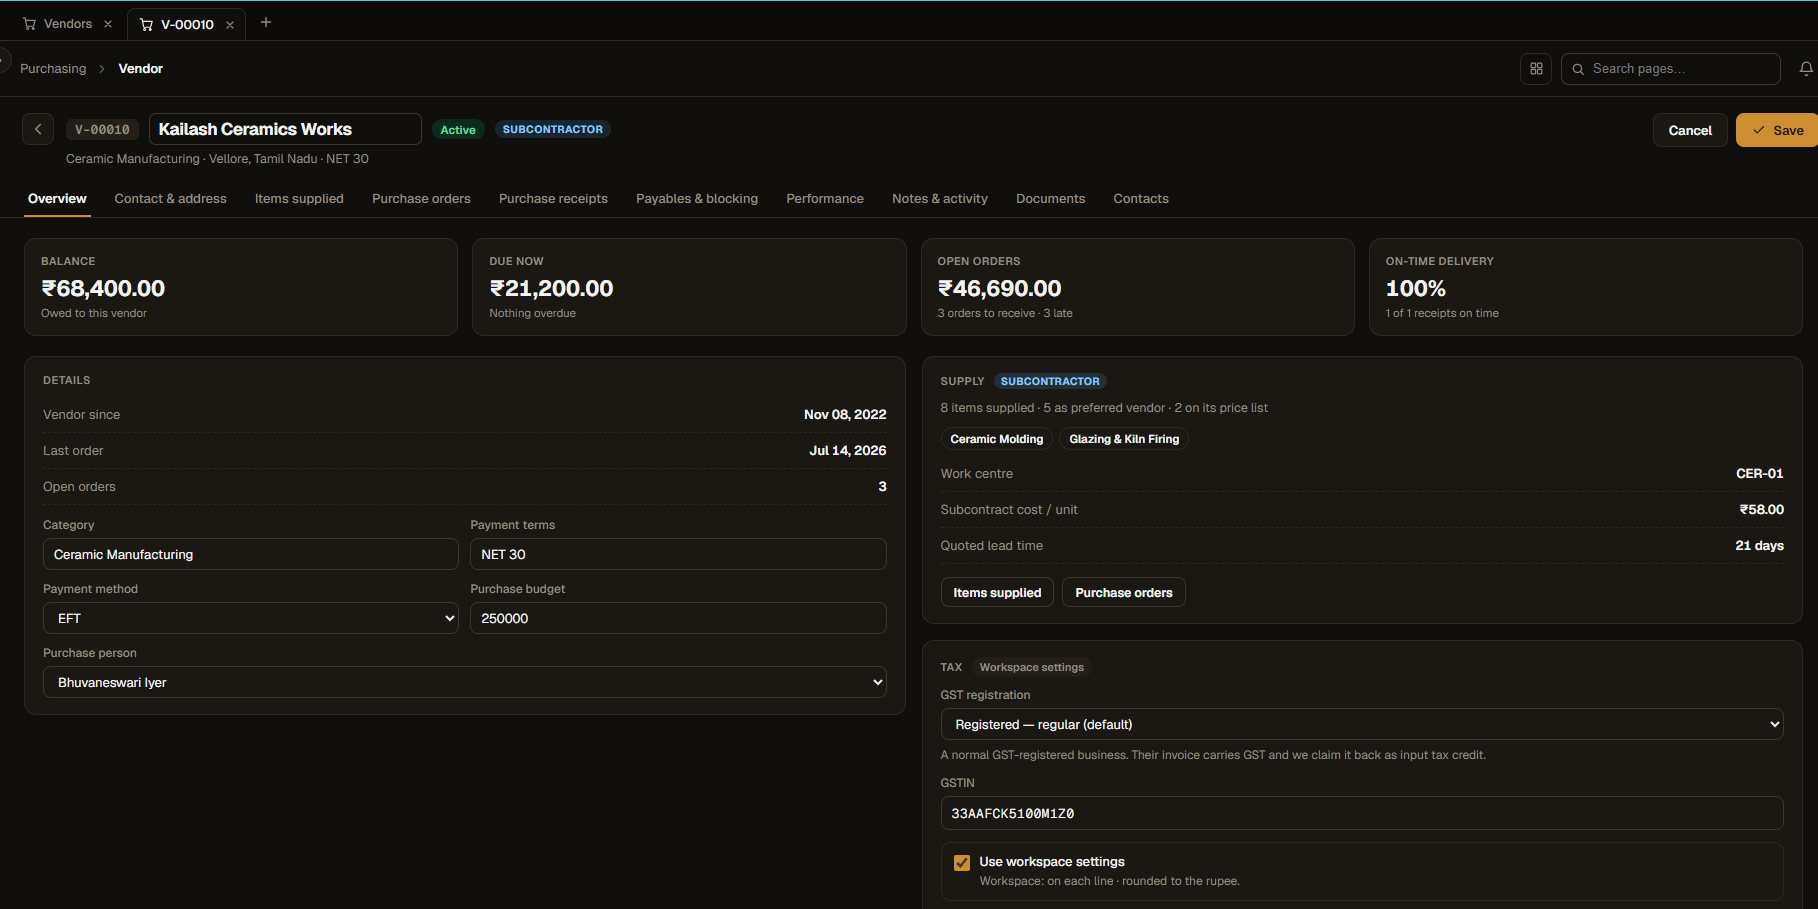 Vendors
V-00010
Purchasing
Vendor
Search pages...
V-00010
Kailash Ceramics Works
Active
SUBCONTRACTOR
Cancel
Save
Ceramic Manufacturing · Vellore, Tamil Nadu · NET 30
Overview
Contact & address
Items supplied
Purchase orders
Purchase receipts
Payables & blocking
Performance
Notes & activity
Documents
Contacts
BALANCE
₹68,400.00
Owed to this vendor
DUE NOW
₹21,200.00
Nothing overdue
OPEN ORDERS
₹46,690.00
3 orders to receive · 3 late
ON-TIME DELIVERY
100%
1 of 1 receipts on time
DETAILS
Vendor since
Nov 08, 2022
Last order
Jul 14, 2026
Open orders
3
Category
Ceramic Manufacturing
Payment terms
NET 30
Payment method
EFT
Purchase budget
250000
Purchase person
Bhuvaneswari Iyer
SUPPLY
SUBCONTRACTOR
8 items supplied · 5 as preferred vendor · 2 on its price list
Ceramic Molding
Glazing & Kiln Firing
Work centre
CER-01
Subcontract cost / unit
₹58.00
Quoted lead time
21 days
Items supplied
Purchase orders
TAX
Workspace settings
GST registration
Registered — regular (default)
A normal GST-registered business. Their invoice carries GST and we claim it back as input tax credit.
GSTIN
33AAFCK5100M1Z0
Use workspace settings
Workspace: on each line · rounded to the rupee.